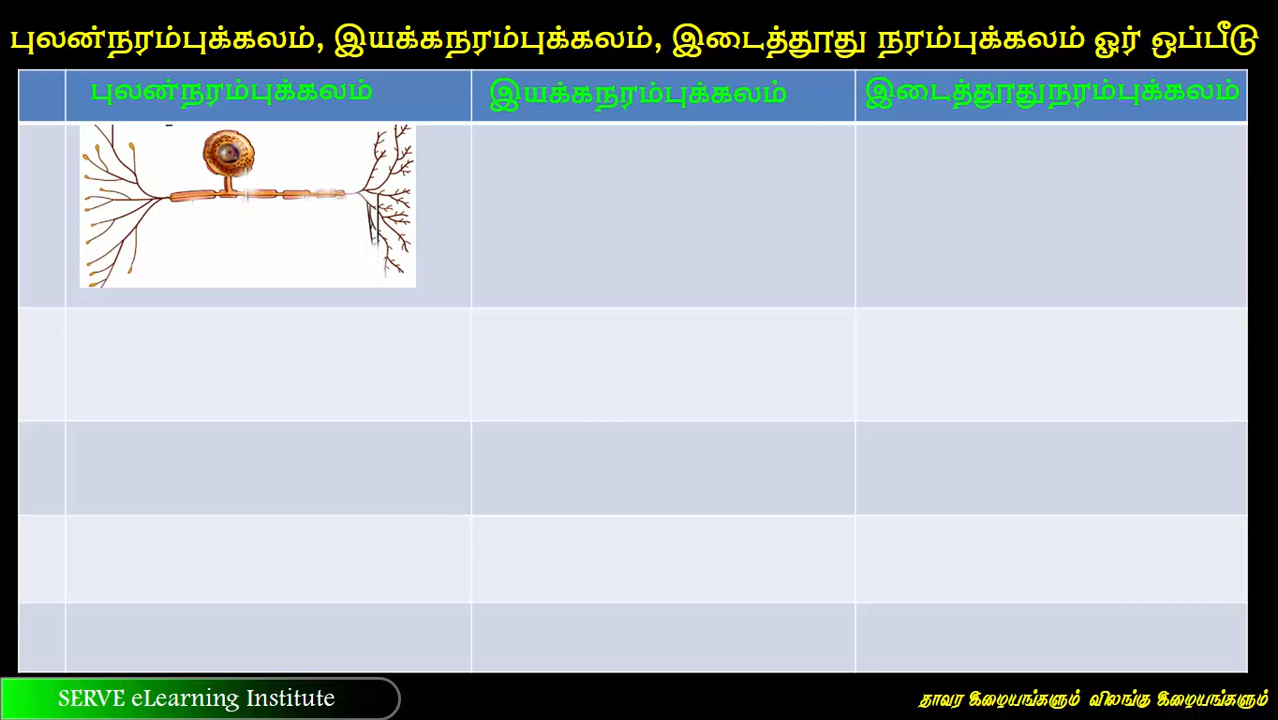 புலன்நரம்புக்கலம், இயக்கநரம்புக்கலம், இடைத்தூது நரம்புக்கலம் ஓர் ஒப்பீடு
புலன்நரம்புக்கலம் இயக்கநரம்புக்கலம் இடைத்தூதுநரம்புக்கலம்
SERVE eLearning Institute தாவர இழையங்களும் விலங்கு இழையங்களும்